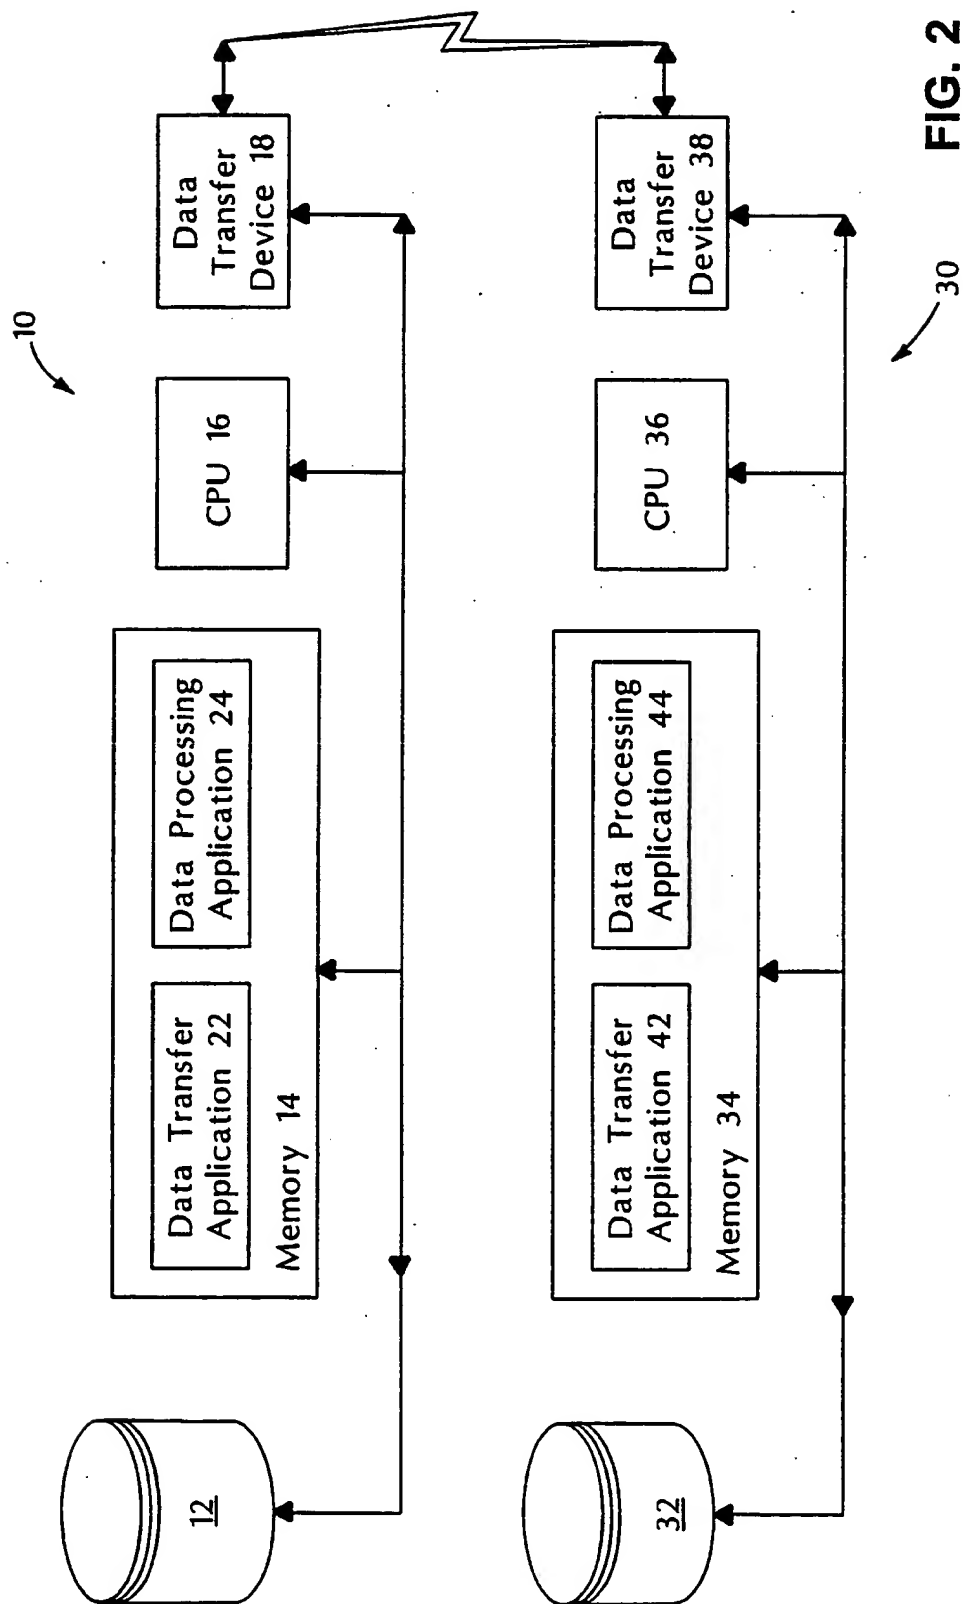 10
12
Data Transfer
Application 22
Data Processing
Application 24
Memory 14
CPU 16
Data
Transfer
Device 18
32
Data Transfer
Application 42
Data Processing
Application 44
Memory 34
CPU 36
Data
Transfer
Device 38
30
FIG. 2